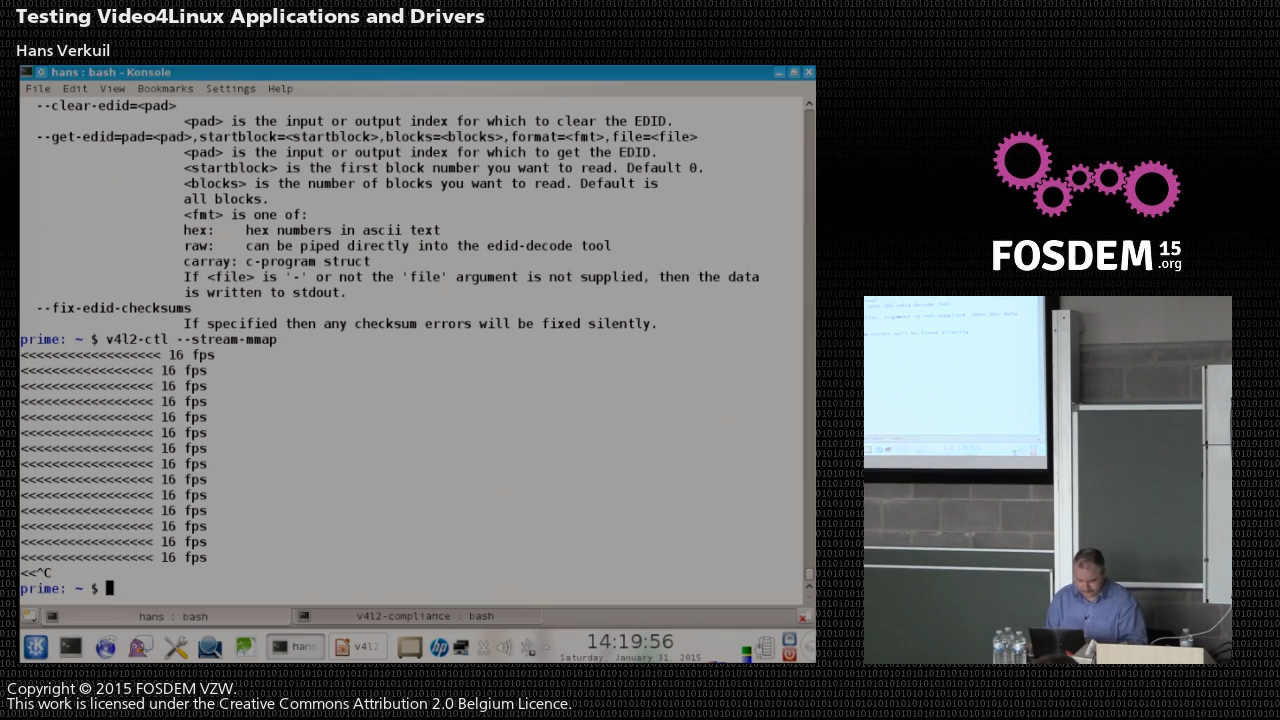 Testing Video4Linux Applications and Drivers
Hans Verkuil
hans : bash – Konsole
File Edit View Bookmarks Settings Help
--clear-edid=<pad>
<pad> is the input or output index for which to clear the EDID.
--get-edid=pad=<pad>,startblock=<startblock>,blocks=<blocks>,format=<fmt>,file=<file>
<pad> is the input or output index for which to get the EDID.
<startblock> is the first block number you want to read. Default 0.
<blocks> is the number of blocks you want to read. Default is
all blocks.
<fmt> is one of:
hex: hex numbers in ascii text
raw: can be piped directly into the edid-decode tool
carray: c-program struct
If <file> is '-' or not the 'file' argument is not supplied, then the data
is written to stdout.
--fix-edid-checksums
If specified then any checksum errors will be fixed silently.
prime: ~ $ v4l2-ctl --stream-mmap
<<<<<<<<<<<<<<<<<< 16 fps
<<<<<<<<<<<<<<<<< 16 fps
<<<<<<<<<<<<<<<<< 16 fps
<<<<<<<<<<<<<<<<< 16 fps
<<<<<<<<<<<<<<<<< 16 fps
<<<<<<<<<<<<<<<<< 16 fps
<<<<<<<<<<<<<<<<< 16 fps
<<<<<<<<<<<<<<<<< 16 fps
<<<<<<<<<<<<<<<<< 16 fps
<<<<<<<<<<<<<<<<< 16 fps
<<<<<<<<<<<<<<<<< 16 fps
<<<<<<<<<<<<<<<<< 16 fps
<<<<<<<<<<<<<<<<< 16 fps
<<<<<<<<<<<<<<<<< 16 fps
<<^C
prime: ~ $
hans : bash
v4l2-compliance : bash
hans
v4l2
14:19:56
Saturday, January 31, 2015
FOSDEM 15 .org
Copyright © 2015 FOSDEM VZW.
This work is licensed under the Creative Commons Attribution 2.0 Belgium Licence.